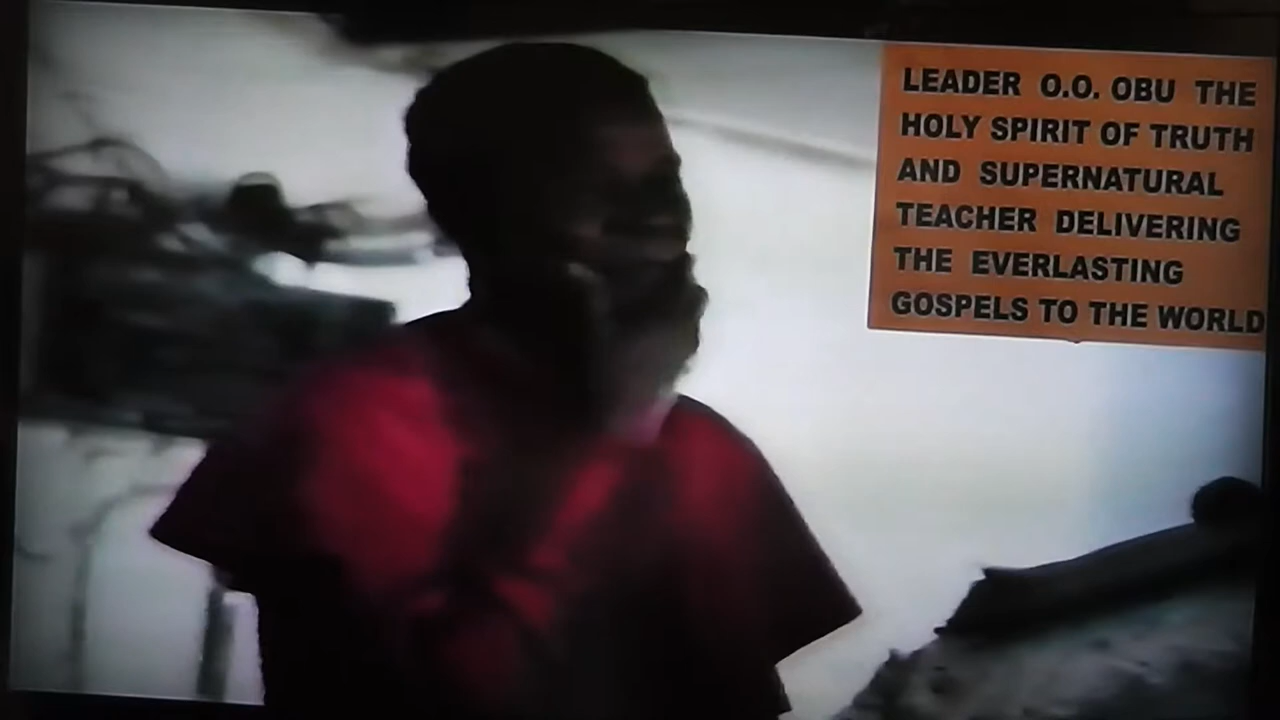 LEADER O.O. OBU THE
HOLY SPIRIT OF TRUTH
AND SUPERNATURAL
TEACHER DELIVERING
THE EVERLASTING
GOSPELS TO THE WORLD